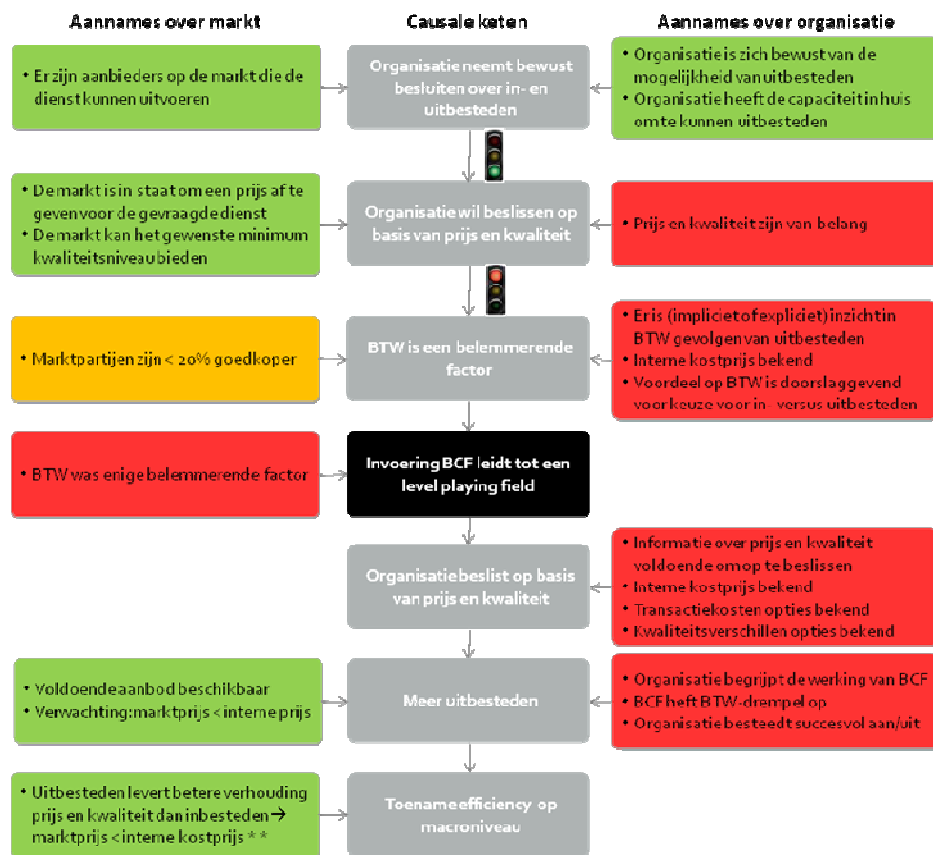 Aannames over markt
Causale keten
Aannames over organisatie
• Er zijn aanbieders op de markt die de
dienst kunnen uitvoeren
Organisatie neemt bewust
besluiten over in- en
uitbesteden
• Organisatie is zich bewust van de
mogelijkheid van uitbesteden
• Organisatie heeft de capaciteit in huis
om te kunnen uitbesteden
• De markt is in staat om een prijs af te
geven voor de gevraagde dienst
• De markt kan het gewenste minimum
kwaliteitsniveau bieden
Organisatie wil beslissen op
basis van prijs en kwaliteit
• Prijs en kwaliteit zijn van belang
• Marktpartijen zijn < 20% goedkoper
BTW is een belemmerende
factor
• Er is (impliciet of expliciet) inzicht in
BTW gevolgen van uitbesteden
• Interne kostprijs bekend
• Voordeel op BTW is doorslaggevend
voor keuze voor in- versus uitbesteden
• BTW was enige belemmerende factor
Invoering BCF leidt tot een
level playing field
Organisatie beslist op basis
van prijs en kwaliteit
• Informatie over prijs en kwaliteit
voldoende om op te beslissen
• Interne kostprijs bekend
• Transactiekosten opties bekend
• Kwaliteitsverschillen opties bekend
• Voldoende aanbod beschikbaar
• Verwachting: marktprijs < interne prijs
Meer uitbesteden
• Organisatie begrijpt de werking van BCF
• BCF heft BTW-drempel op
• Organisatie besteedt succesvol aan/uit
• Uitbesteden levert betere verhouding
prijs en kwaliteit dan inbesteden →
marktprijs < interne kostprijs * *
Toename efficiency op
macroniveau